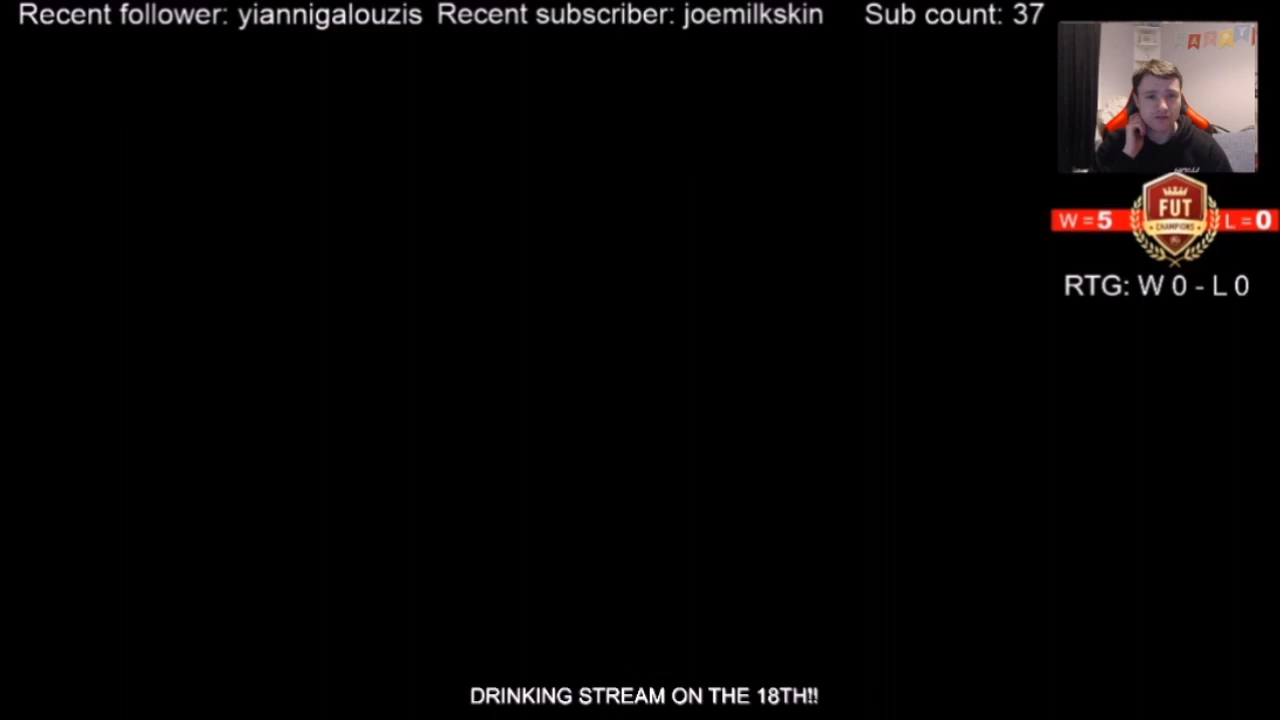 Recent follower: yiannigalouzis Recent subscriber: joemilkskin Sub count: 37
W = 5 FUT CHAMPIONS L = 0
RTG: W 0 - L 0
DRINKING STREAM ON THE 18TH!!